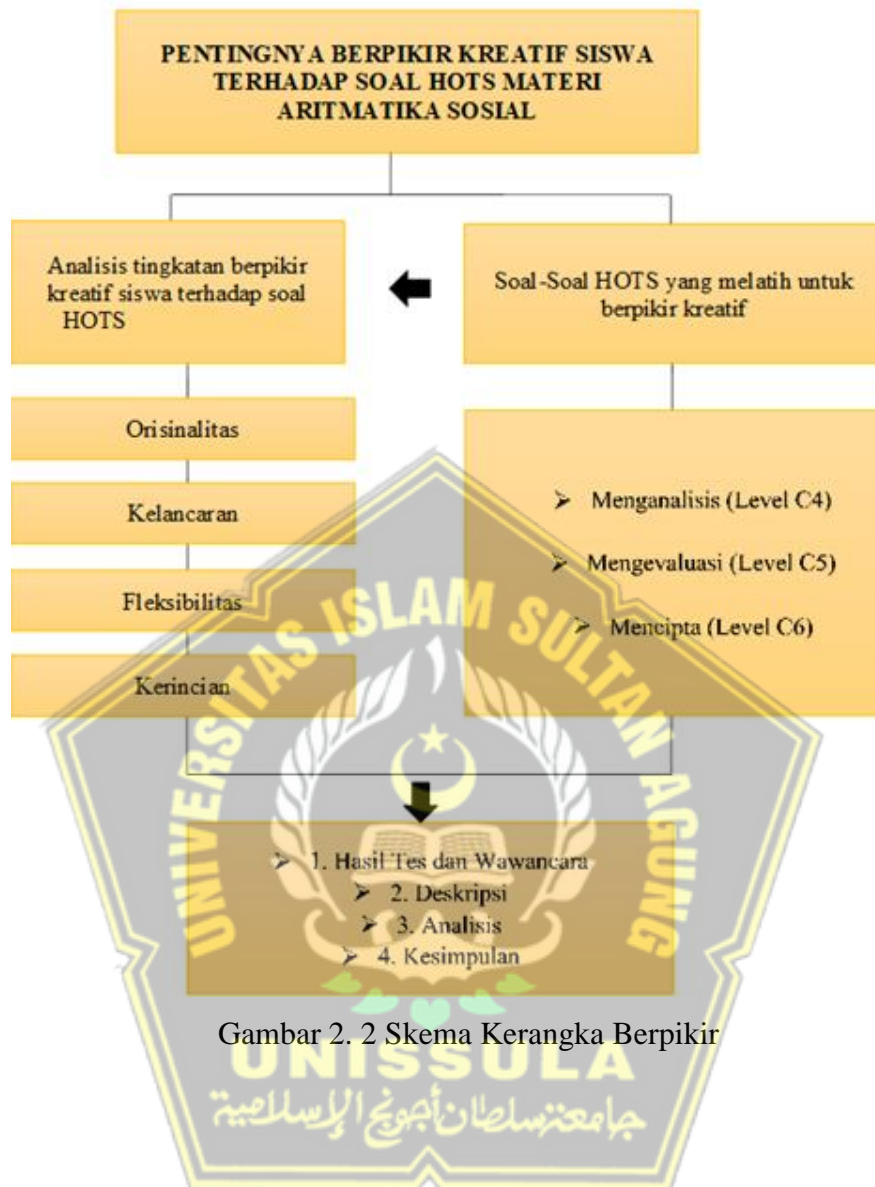 PENTINGNYA BERPIKIR KREATIF SISWA
TERHADAP SOAL HOTS MATERI
ARITMATIKA SOSIAL
Analisis tingkatan berpikir
kreatif siswa terhadap soal
HOTS
Soal-Soal HOTS yang melatih untuk
berpikir kreatif
Orisinalitas
Kelancaran
Fleksibilitas
Kerincian
➢ Menganalisis (Level C4)
➢ Mengevaluasi (Level C5)
➢ Mencipta (Level C6)
➢ 1. Hasil Tes dan Wawancara
➢ 2. Deskripsi
➢ 3. Analisis
➢ 4. Kesimpulan
Gambar 2. 2 Skema Kerangka Berpikir
UNIVERSITAS ISLAM SULTAN AGUNG
UNISSULA
جامعتسلطان أجونج الإسلامية